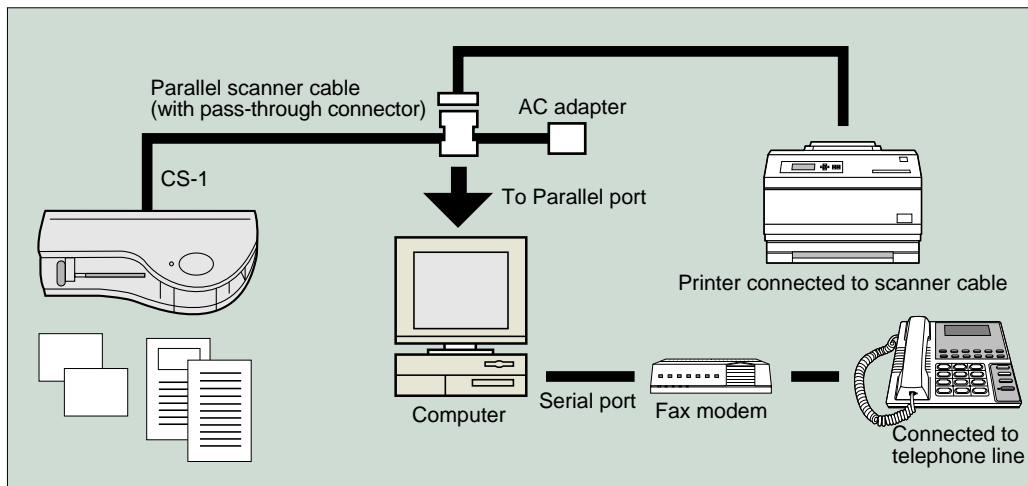 Parallel scanner cable
(with pass-through connector)
AC adapter
CS-1
To Parallel port
Printer connected to scanner cable
Computer
Serial port
Fax modem
Connected to
telephone line